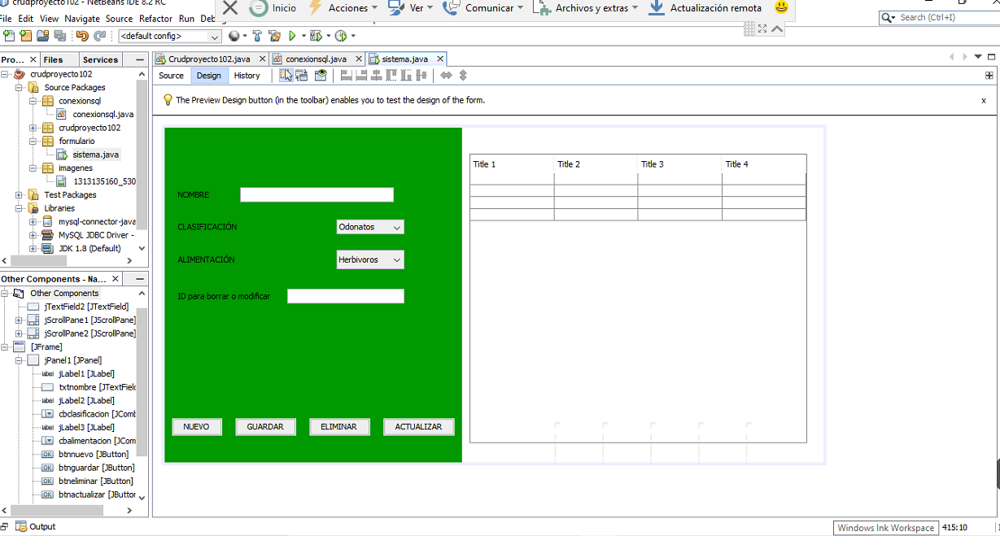 crudproyecto102 - NetBeans IDE 8.2 RC
Inicio
Acciones
Ver
Comunicar
Archivos y extras
Actualización remota
File Edit View Navigate Source Refactor Run
Search (Ctrl+I)
<default config>
Pro...
Files
Services
Crudproyecto102.java
conexionsql.java
sistema.java
Source
Design
History
The Preview Design button (in the toolbar) enables you to test the design of the form.
x
crudproyecto102
Source Packages
conexionsql
conexionsql.java
crudproyecto102
formulario
sistema.java
imagenes
1313135160_530
Test Packages
Libraries
mysql-connector-java
MySQL JDBC Driver -
JDK 1.8 (Default)
Other Components - Na...
Other Components
jTextField2 [JTextField]
jScrollPane1 [JScrollPane]
jScrollPane2 [JScrollPane]
[JFrame]
jPanel1 [JPanel]
label jLabel1 [JLabel]
txtnombre [JTextField
label jLabel2 [JLabel]
cbclasificacion [JComb
label jLabel3 [JLabel]
cbalimentacion [JCom
OK btnnuevo [JButton]
OK btnguardar [JButton]
OK btneliminar [JButton]
OK btnactualizar [JButton
NOMBRE
CLASIFICACIÓN
Odonatos
ALIMENTACIÓN
Herbivoros
ID para borrar o modificar
NUEVO
GUARDAR
ELIMINAR
ACTUALIZAR
Title 1
Title 2
Title 3
Title 4
Output
Windows Ink Workspace
415:10